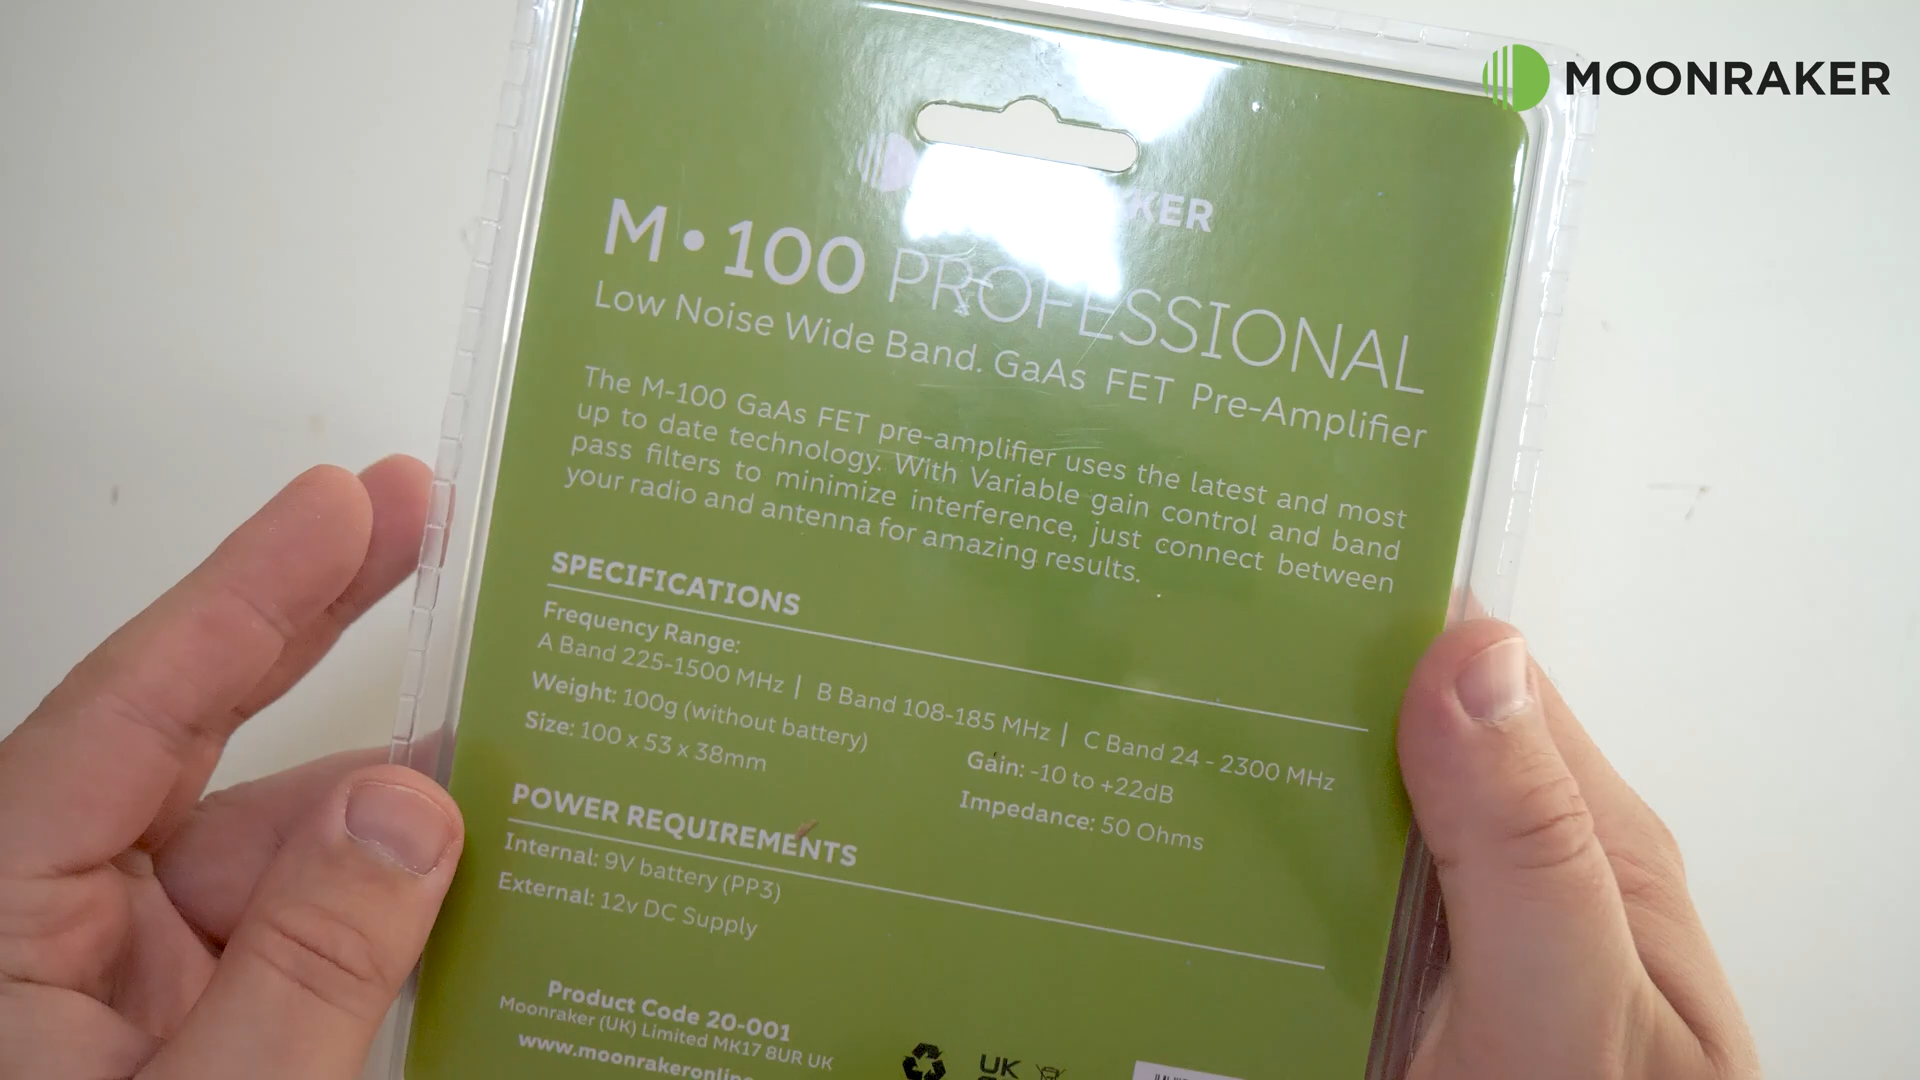 MOONRAKER
KER
M•100 PROFESSIONAL
Low Noise Wide Band. GaAs FET Pre-Amplifier
The M-100 GaAs FET pre-amplifier uses the latest and most
up to date technology. With Variable gain control and band
pass filters to minimize interference, just connect between
your radio and antenna for amazing results.
SPECIFICATIONS
Frequency Range:
A Band 225-1500 MHz | B Band 108-185 MHz | C Band 24 - 2300 MHz
Weight: 100g (without battery)
Gain: -10 to +22dB
Size: 100 x 53 x 38mm
Impedance: 50 Ohms
POWER REQUIREMENTS
Internal: 9V battery (PP3)
External: 12v DC Supply
Product Code 20-001
Moonraker (UK) Limited MK17 8UR UK
www.moonrakeronline
UK